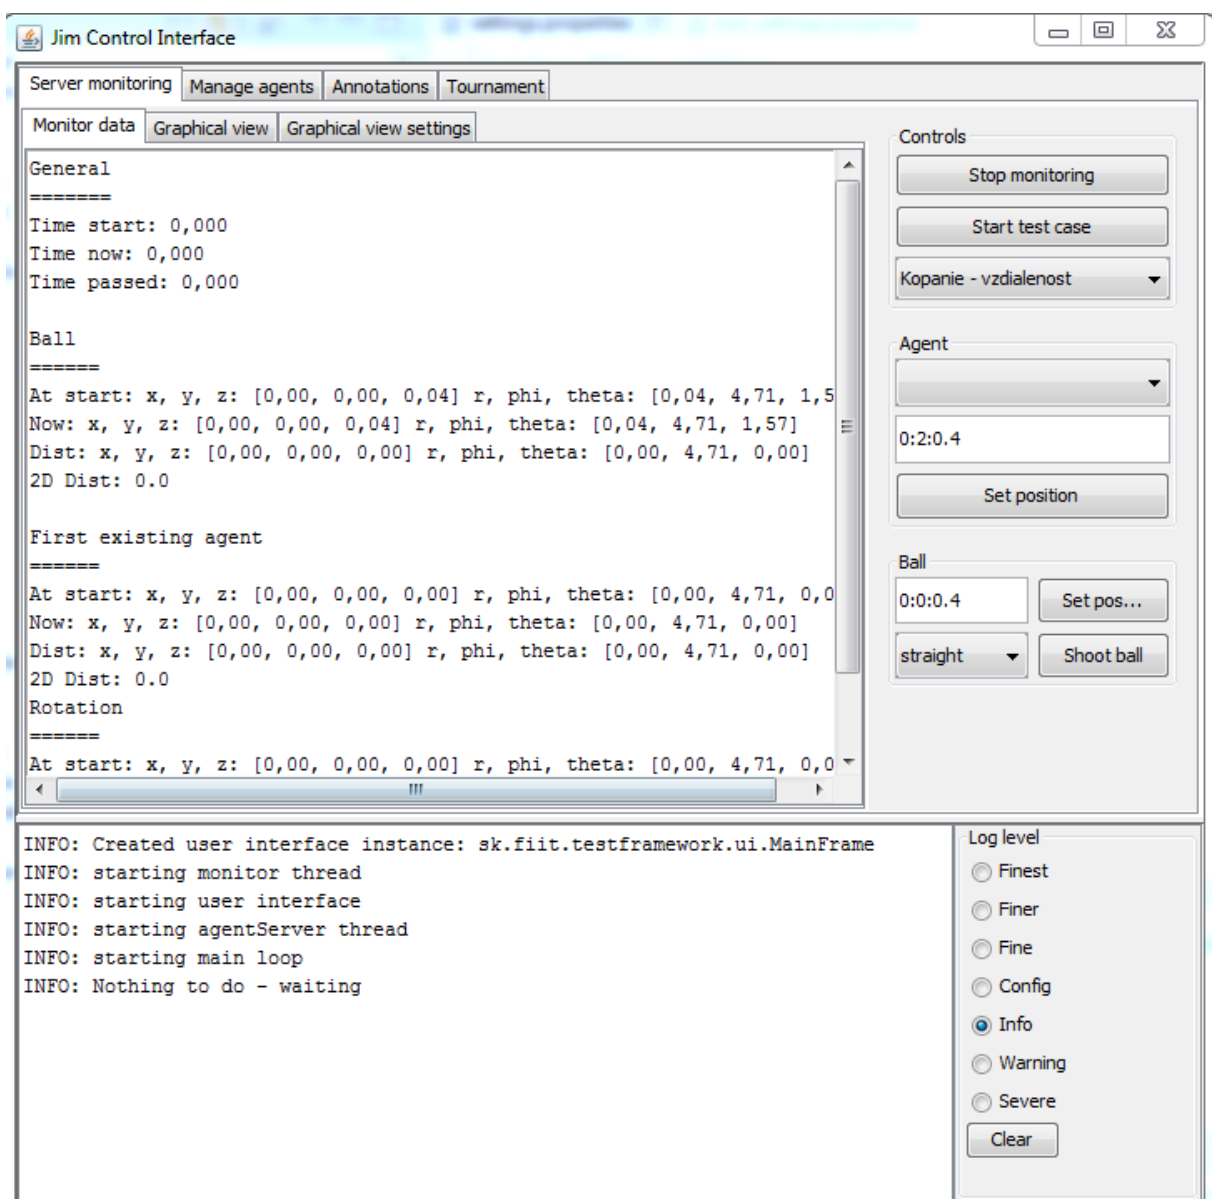 Jim Control Interface
Server monitoring Manage agents Annotations Tournament
Monitor data Graphical view Graphical view settings
General
=======
Time start: 0,000
Time now: 0,000
Time passed: 0,000
Ball
======
At start: x, y, z: [0,00, 0,00, 0,04] r, phi, theta: [0,04, 4,71, 1,5
Now: x, y, z: [0,00, 0,00, 0,04] r, phi, theta: [0,04, 4,71, 1,57]
Dist: x, y, z: [0,00, 0,00, 0,00] r, phi, theta: [0,00, 4,71, 0,00]
2D Dist: 0.0
First existing agent
======
At start: x, y, z: [0,00, 0,00, 0,00] r, phi, theta: [0,00, 4,71, 0,0
Now: x, y, z: [0,00, 0,00, 0,00] r, phi, theta: [0,00, 4,71, 0,00]
Dist: x, y, z: [0,00, 0,00, 0,00] r, phi, theta: [0,00, 4,71, 0,00]
2D Dist: 0.0
Rotation
======
At start: x, y, z: [0,00, 0,00, 0,00] r, phi, theta: [0,00, 4,71, 0,0
Controls
Stop monitoring
Start test case
Kopanie - vzdialenost
Agent
0:2:0.4
Set position
Ball
0:0:0.4 Set pos...
straight Shoot ball
INFO: Created user interface instance: sk.fiit.testframework.ui.MainFrame
INFO: starting monitor thread
INFO: starting user interface
INFO: starting agentServer thread
INFO: starting main loop
INFO: Nothing to do - waiting
Log level
Finest
Finer
Fine
Config
Info
Warning
Severe
Clear